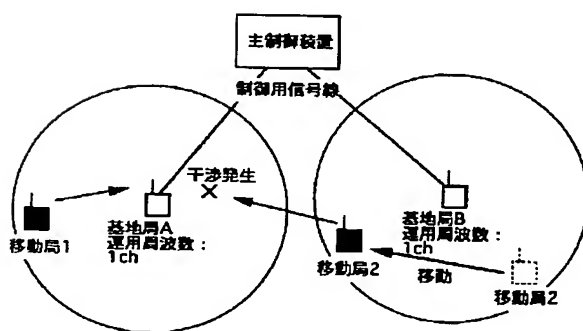 主制御装置
制御用信号線
干渉発生
移動局1
基地局A
運用周波数：
1ch
移動局2
基地局B
運用周波数：
1ch
移動
移動局2